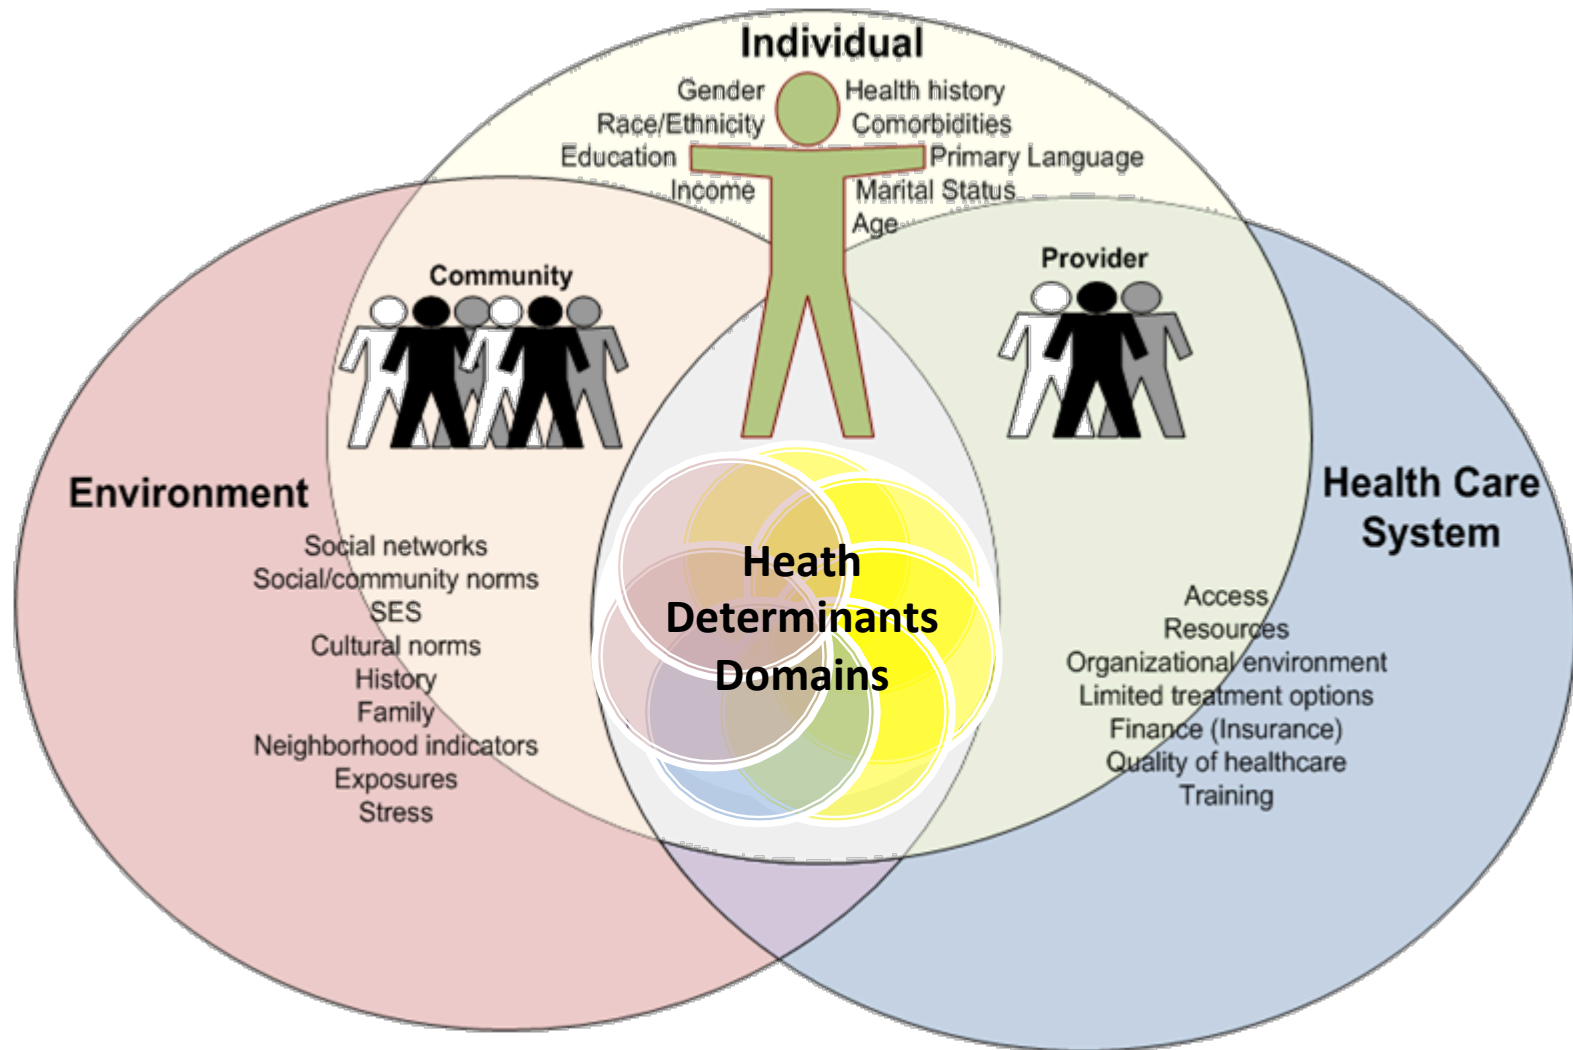 Individual
Gender
Race/Ethnicity
Education
Income
Health history
Comorbidities
Primary Language
Marital Status
Age
Community
Provider
Environment
Social networks
Social/community norms
SES
Cultural norms
History
Family
Neighborhood indicators
Exposures
Stress
Heath
Determinants
Domains
Health Care
System
Access
Resources
Organizational environment
Limited treatment options
Finance (Insurance)
Quality of healthcare
Training